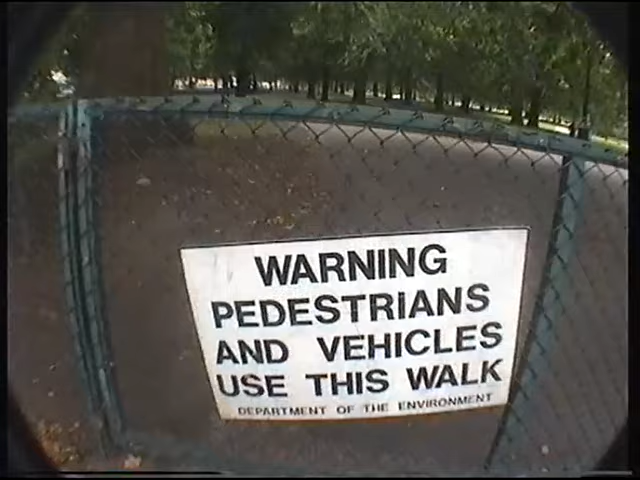 WARNING
PEDESTRIANS
AND VEHICLES
USE THIS WALK
DEPARTMENT OF THE ENVIRONMENT